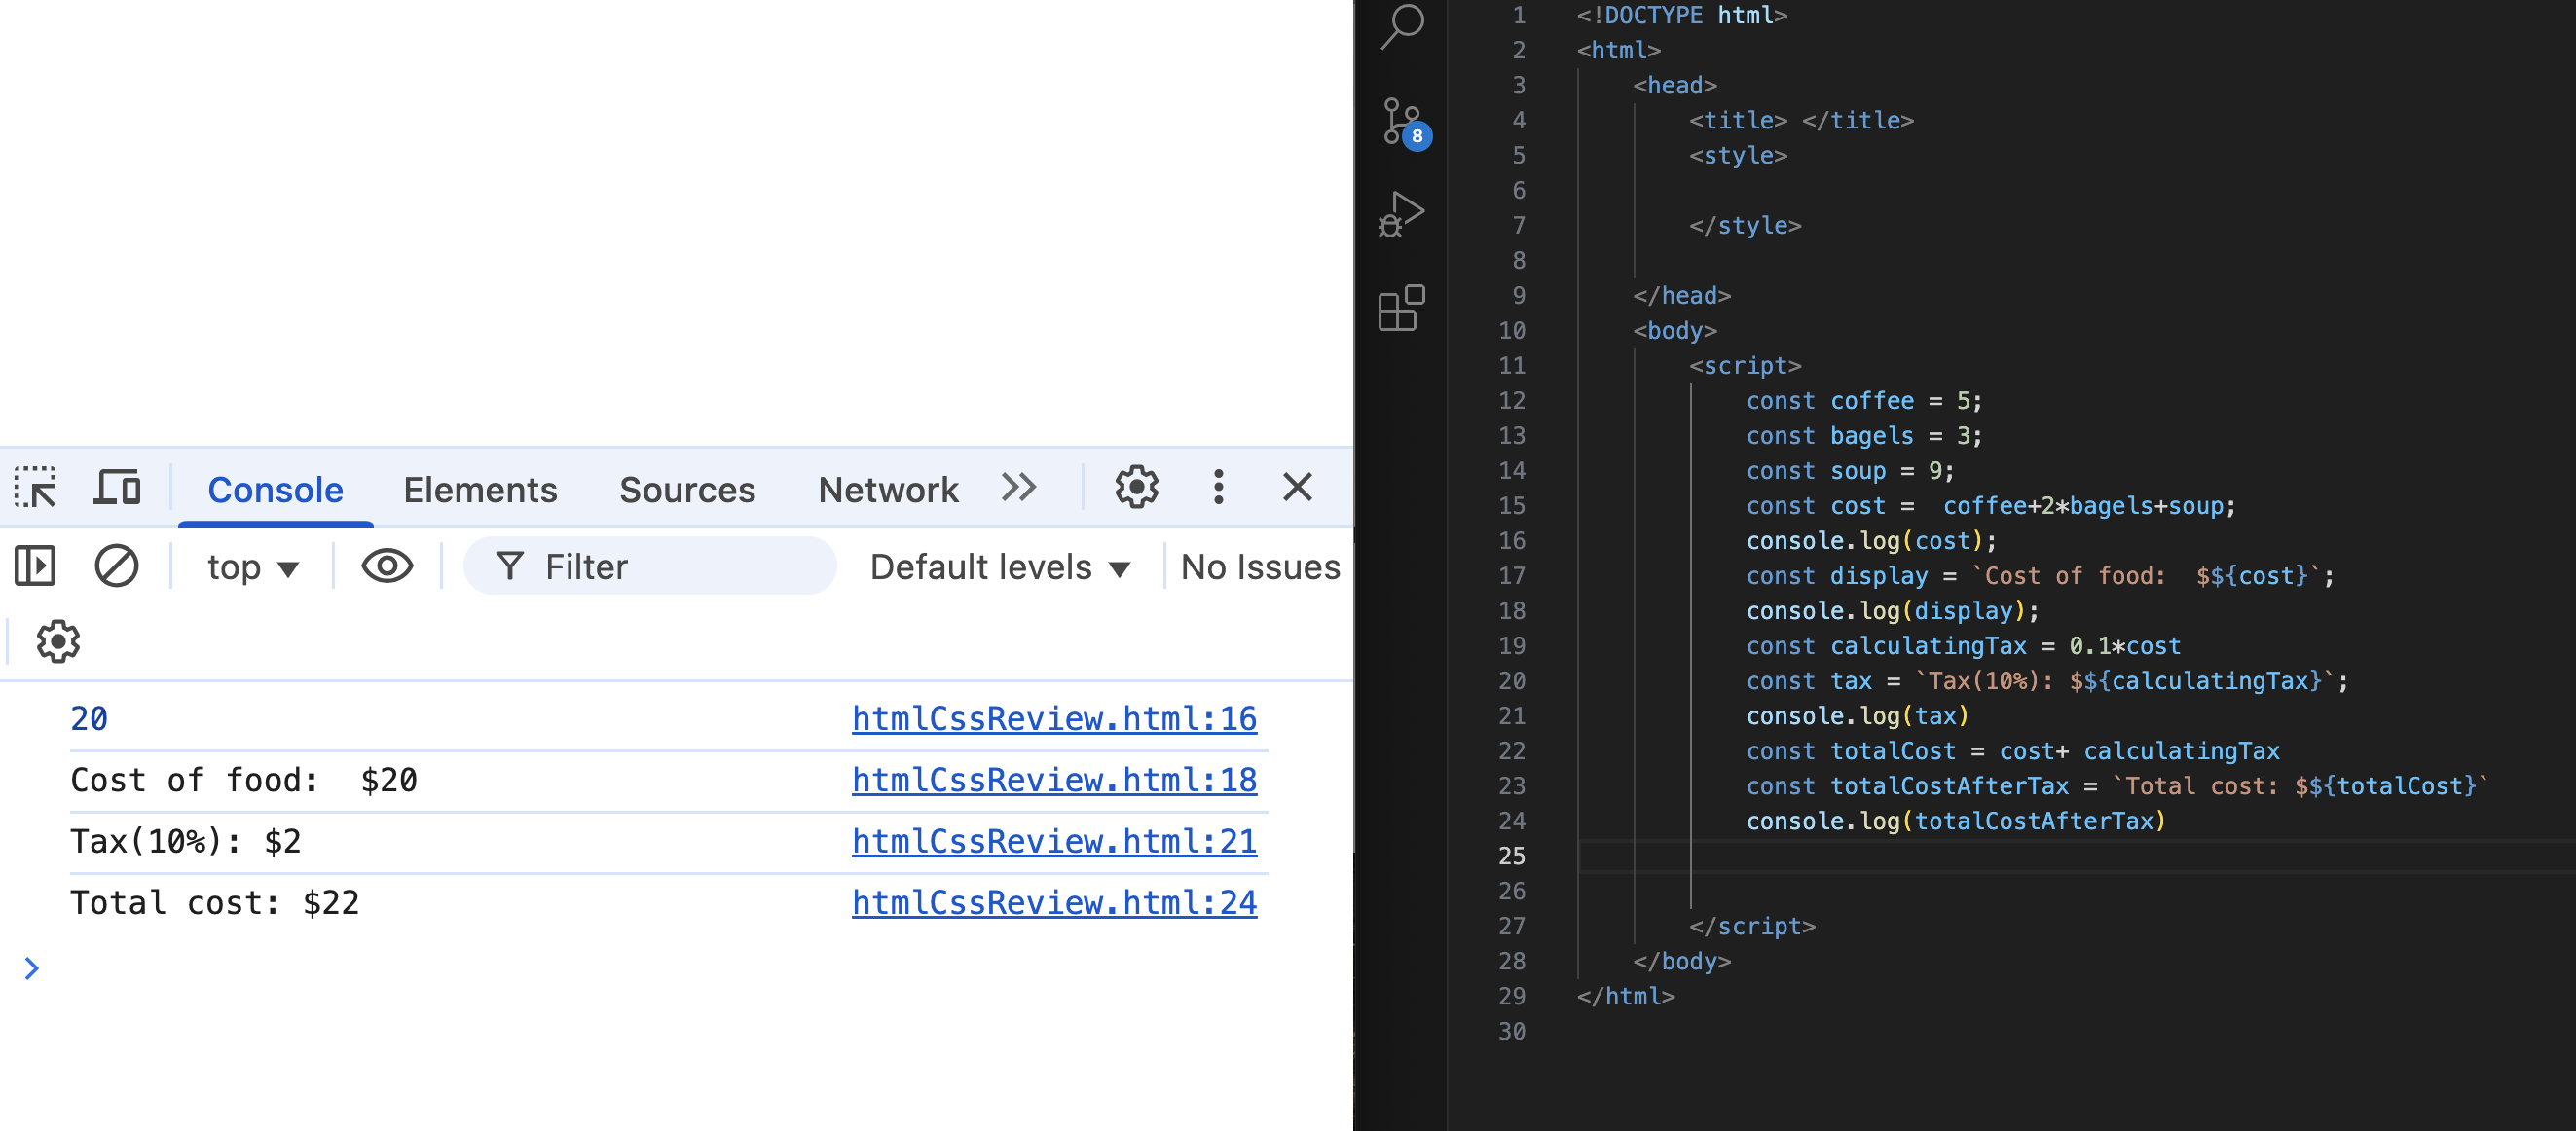 Console Elements Sources Network
top Filter Default levels No Issues
20 htmlCssReview.html:16
Cost of food:  $20 htmlCssReview.html:18
Tax(10%): $2 htmlCssReview.html:21
Total cost: $22 htmlCssReview.html:24
8
1 <!DOCTYPE html>
2 <html>
3     <head>
4         <title> </title>
5         <style>
6
7         </style>
8
9     </head>
10     <body>
11         <script>
12             const coffee = 5;
13             const bagels = 3;
14             const soup = 9;
15             const cost =  coffee+2*bagels+soup;
16             console.log(cost);
17             const display = `Cost of food:  $${cost}`;
18             console.log(display);
19             const calculatingTax = 0.1*cost
20             const tax = `Tax(10%): $${calculatingTax}`;
21             console.log(tax)
22             const totalCost = cost+ calculatingTax
23             const totalCostAfterTax = `Total cost: $${totalCost}`
24             console.log(totalCostAfterTax)
25
26
27         </script>
28     </body>
29 </html>
30